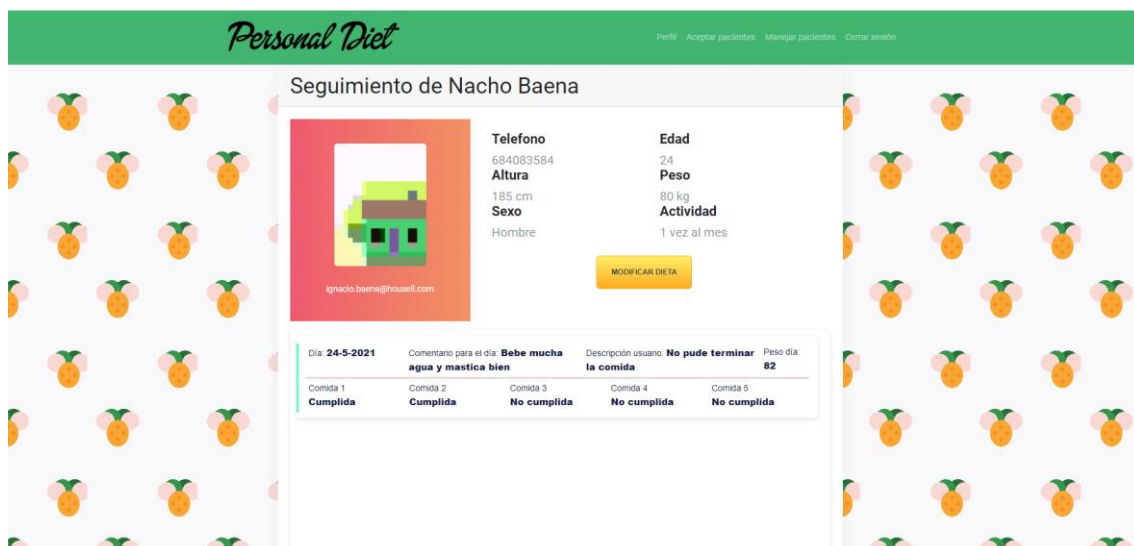 Personal Diet
Perfil Aceptar pacientes Manejar pacientes Cerrar sesión
Seguimiento de Nacho Baena
Telefono Edad
684083584 24
Altura Peso
185 cm 80 kg
Sexo Actividad
Hombre 1 vez al mes
MODIFICAR DIETA
ignacio.baena@housell.com
Día: 24-5-2021 Comentario para el día: Bebe mucha Descripción usuario: No pude terminar Peso día:
agua y mastica bien la comida 82
Comida 1 Comida 2 Comida 3 Comida 4 Comida 5
Cumplida Cumplida No cumplida No cumplida No cumplida